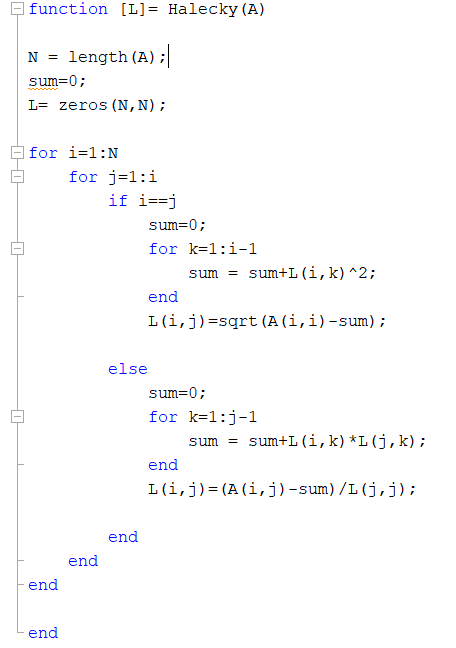 function [L]= Halecky(A)
N = length(A);
sum=0;
L= zeros(N,N);
for i=1:N
for j=1:i
if i==j
sum=0;
for k=1:i-1
sum = sum+L(i,k)^2;
end
L(i,j)=sqrt(A(i,i)-sum);
else
sum=0;
for k=1:j-1
sum = sum+L(i,k)*L(j,k);
end
L(i,j)=(A(i,j)-sum)/L(j,j);
end
end
end
end